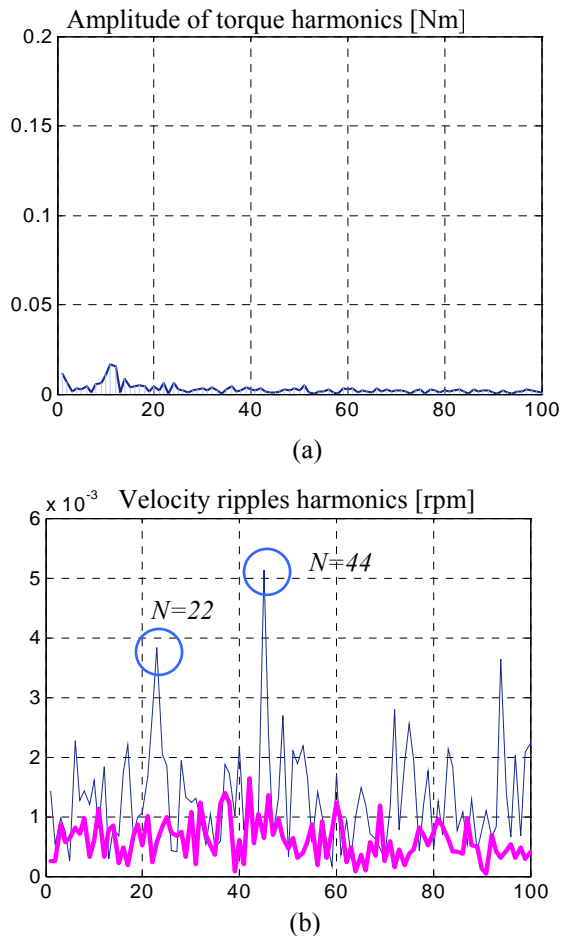 Amplitude of torque harmonics [Nm]
0.2
0.15
0.1
0.05
0
0 20 40 60 80 100
(a)
x 10⁻³ Velocity ripples harmonics [rpm]
6
5
N=44
N=22
4
3
2
1
0
0 20 40 60 80 100
(b)